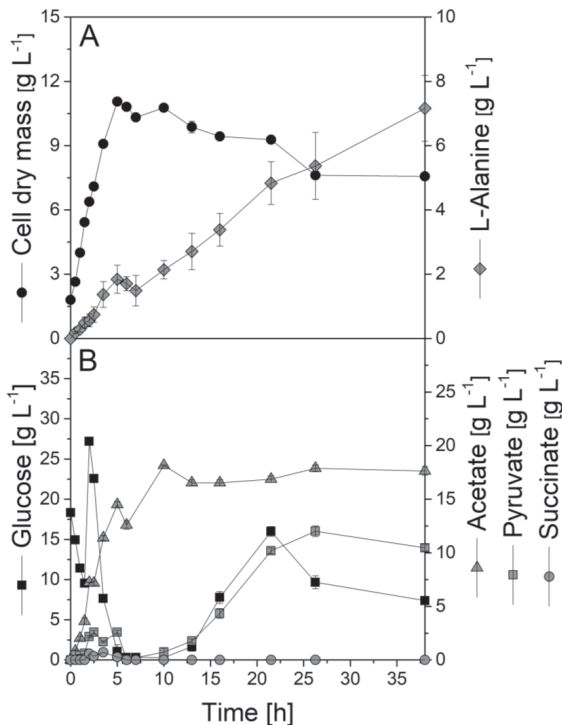 A
Cell dry mass [g L-1]
15
12
9
6
3
0
L-Alanine [g L-1]
10
8
6
4
2
0
B
Glucose [g L-1]
35
30
25
20
15
10
5
0
25
20
15
10
5
0
Acetate [g L-1]
Pyruvate [g L-1]
Succinate [g L-1]
0 5 10 15 20 25 30 35
Time [h]